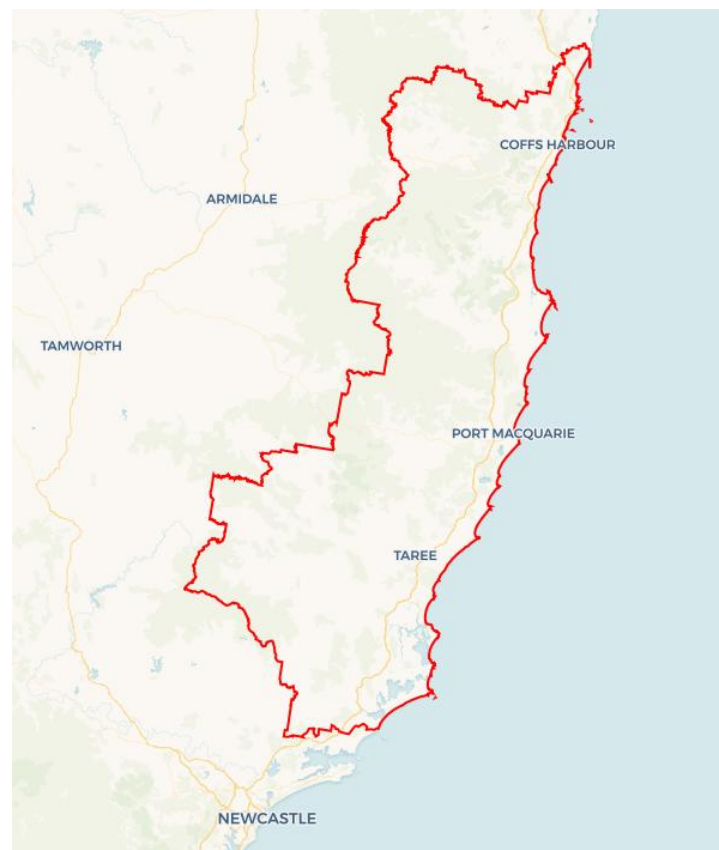 COFFS HARBOUR
ARMIDALE
TAMWORTH
PORT MACQUARIE
TAREE
NEWCASTLE